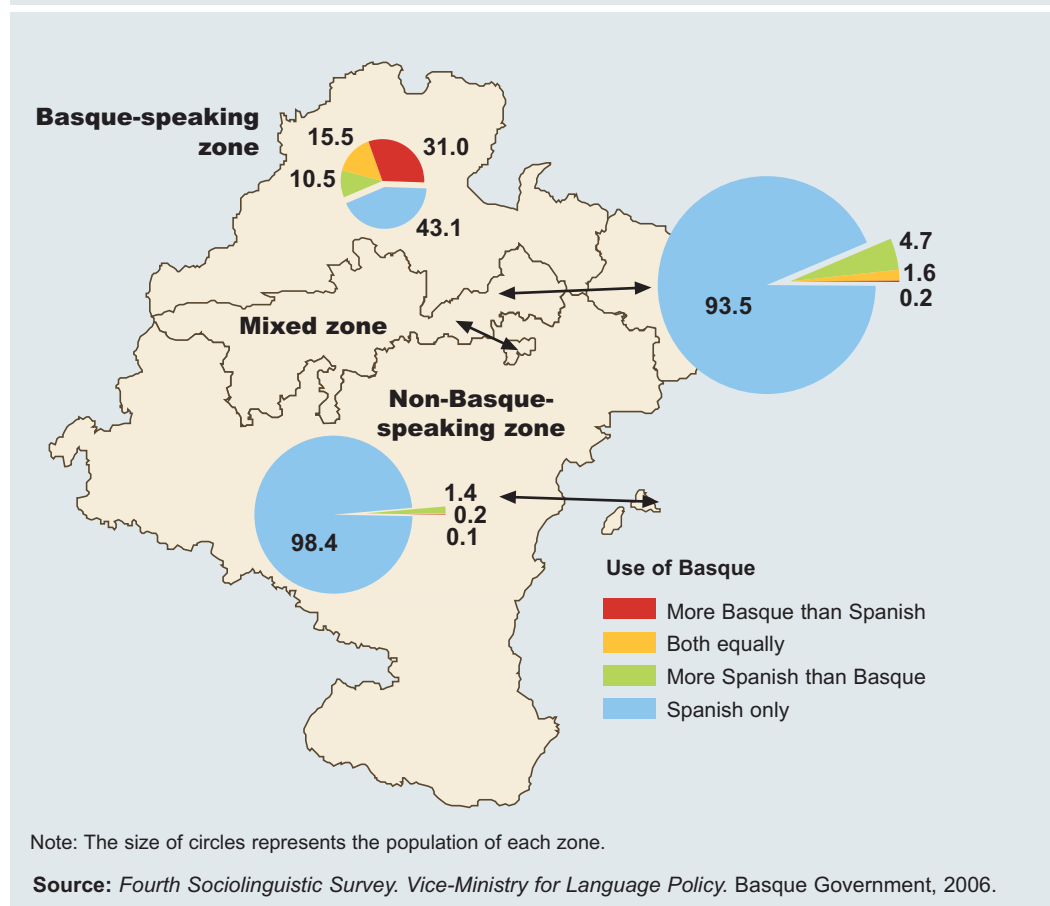 Basque-speaking
zone
15.5
31.0
10.5
43.1
4.7
1.6
0.2
93.5
Mixed zone
Non-Basque-
speaking zone
1.4
0.2
0.1
98.4
Use of Basque
More Basque than Spanish
Both equally
More Spanish than Basque
Spanish only
Note: The size of circles represents the population of each zone.
Source: Fourth Sociolinguistic Survey. Vice-Ministry for Language Policy. Basque Government, 2006.